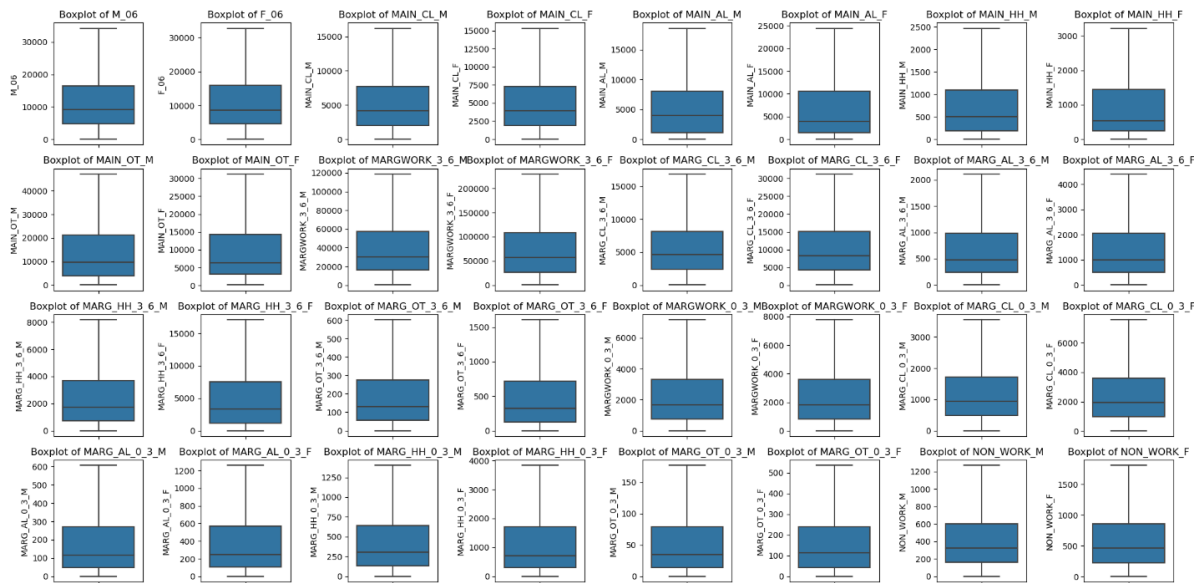 Boxplot of M_06
M_06
30000 20000 10000 0
Boxplot of F_06
F_06
30000 20000 10000 0
Boxplot of MAIN_CL_M
MAIN_CL_M
15000 10000 5000 0
Boxplot of MAIN_CL_F
MAIN_CL_F
15000 12500 10000 7500 5000 2500 0
Boxplot of MAIN_AL_M
MAIN_AL_M
15000 10000 5000 0
Boxplot of MAIN_AL_F
MAIN_AL_F
25000 20000 15000 10000 5000 0
Boxplot of MAIN_HH_M
MAIN_HH_M
2500 2000 1500 1000 500 0
Boxplot of MAIN_HH_F
MAIN_HH_F
3000 2000 1000 0
Boxplot of MAIN_OT_M
MAIN_OT_M
40000 30000 20000 10000 0
Boxplot of MAIN_OT_F
MAIN_OT_F
30000 25000 20000 15000 10000 5000 0
Boxplot of MARGWORK_3_6_M
MARGWORK_3_6_M
120000 100000 80000 60000 40000 20000 0
Boxplot of MARGWORK_3_6_F
MARGWORK_3_6_F
200000 150000 100000 50000 0
Boxplot of MARG_CL_3_6_M
MARG_CL_3_6_M
15000 10000 5000 0
Boxplot of MARG_CL_3_6_F
MARG_CL_3_6_F
30000 25000 20000 15000 10000 5000 0
Boxplot of MARG_AL_3_6_M
MARG_AL_3_6_M
2000 1500 1000 500 0
Boxplot of MARG_AL_3_6_F
MARG_AL_3_6_F
4000 3000 2000 1000 0
Boxplot of MARG_HH_3_6_M
MARG_HH_3_6_M
8000 6000 4000 2000 0
Boxplot of MARG_HH_3_6_F
MARG_HH_3_6_F
15000 10000 5000 0
Boxplot of MARG_OT_3_6_M
MARG_OT_3_6_M
600 500 400 300 200 100 0
Boxplot of MARG_OT_3_6_F
MARG_OT_3_6_F
1500 1000 500 0
Boxplot of MARGWORK_0_3_M
MARGWORK_0_3_M
6000 4000 2000 0
Boxplot of MARGWORK_0_3_F
MARGWORK_0_3_F
8000 6000 4000 2000 0
Boxplot of MARG_CL_0_3_M
MARG_CL_0_3_M
3000 2000 1000 0
Boxplot of MARG_CL_0_3_F
MARG_CL_0_3_F
6000 4000 2000 0
Boxplot of MARG_AL_0_3_M
MARG_AL_0_3_M
600 500 400 300 200 100 0
Boxplot of MARG_AL_0_3_F
MARG_AL_0_3_F
1200 1000 800 600 400 200 0
Boxplot of MARG_HH_0_3_M
MARG_HH_0_3_M
1250 1000 750 500 250 0
Boxplot of MARG_HH_0_3_F
MARG_HH_0_3_F
4000 3000 2000 1000 0
Boxplot of MARG_OT_0_3_M
MARG_OT_0_3_M
150 100 50 0
Boxplot of MARG_OT_0_3_F
MARG_OT_0_3_F
500 400 300 200 100 0
Boxplot of NON_WORK_M
NON_WORK_M
1200 1000 800 600 400 200 0
Boxplot of NON_WORK_F
NON_WORK_F
1500 1000 500 0